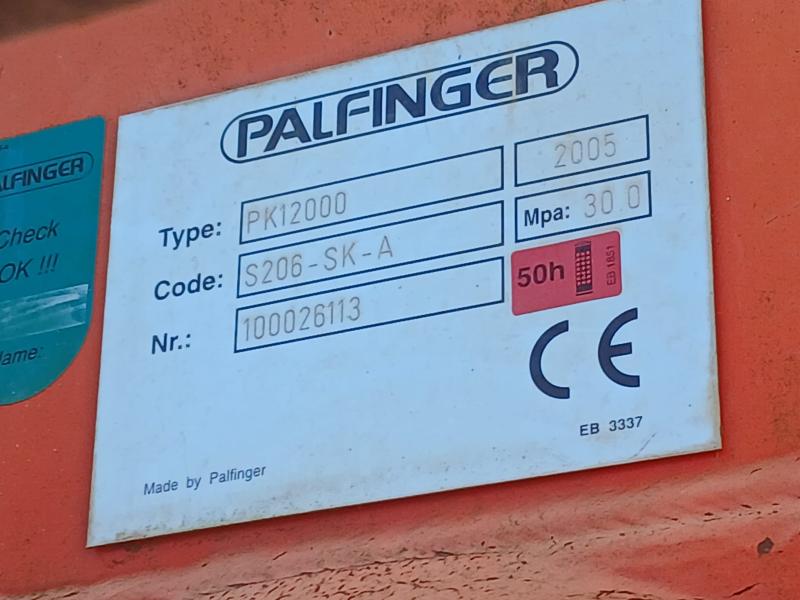 PALFINGER
Type: PK12000 2005
Code: S206-SK-A Mpa: 30.0
Nr.: 100026113
50h EB 1851
CE
EB 3337
Made by Palfinger
LFINGER
Check
OK !!!
ame: